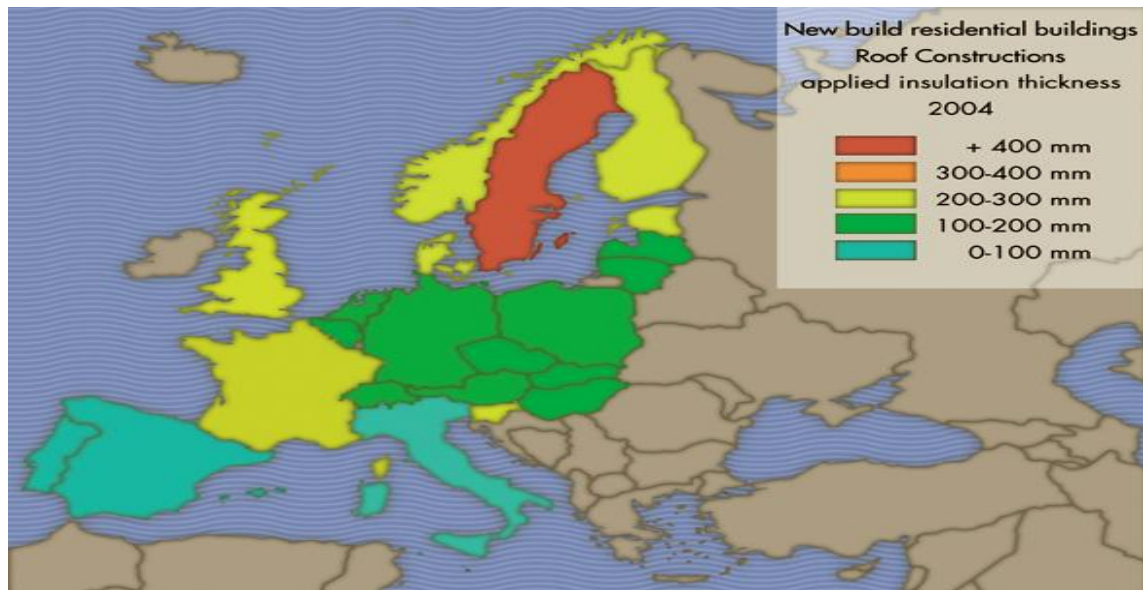 New build residential buildings
Roof Constructions
applied insulation thickness
2004
+ 400 mm
300-400 mm
200-300 mm
100-200 mm
0-100 mm